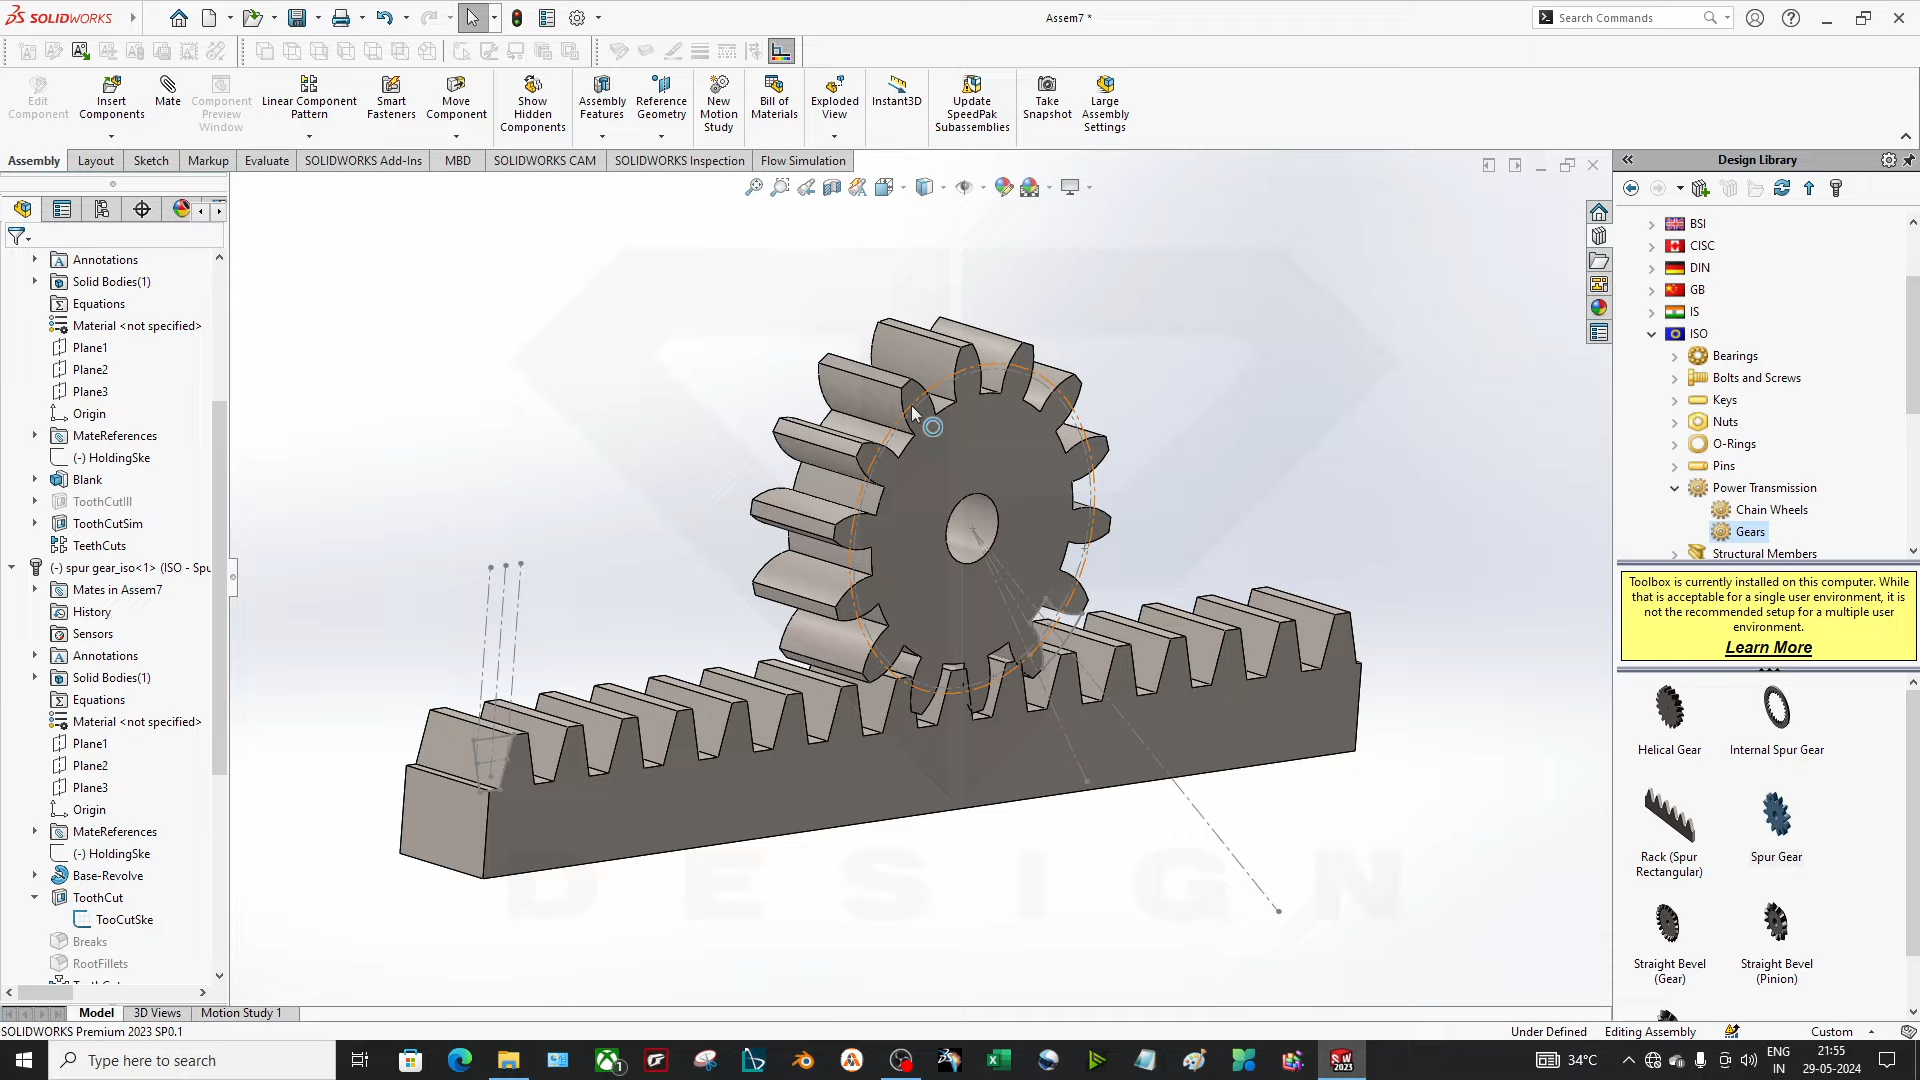 SOLIDWORKS
Assem7 *
Search Commands
Edit Component
Insert Components
Mate
Component Preview Window
Linear Component Pattern
Smart Fasteners
Move Component
Show Hidden Components
Assembly Features
Reference Geometry
New Motion Study
Bill of Materials
Exploded View
Instant3D
Update SpeedPak Subassemblies
Take Snapshot
Large Assembly Settings
Assembly
Layout
Sketch
Markup
Evaluate
SOLIDWORKS Add-Ins
MBD
SOLIDWORKS CAM
SOLIDWORKS Inspection
Flow Simulation
Annotations
Solid Bodies(1)
Equations
Material <not specified>
Plane1
Plane2
Plane3
Origin
MateReferences
(-) HoldingSke
Blank
ToothCutIll
ToothCutSim
TeethCuts
(-) spur gear_iso<1> (ISO - Spu
Mates in Assem7
History
Sensors
Annotations
Solid Bodies(1)
Equations
Material <not specified>
Plane1
Plane2
Plane3
Origin
MateReferences
(-) HoldingSke
Base-Revolve
ToothCut
TooCutSke
Breaks
RootFillets
DESIGN
Design Library
BSI
CISC
DIN
GB
IS
ISO
Bearings
Bolts and Screws
Keys
Nuts
O-Rings
Pins
Power Transmission
Chain Wheels
Gears
Structural Members
Toolbox is currently installed on this computer. While
that is acceptable for a single user environment, it is
not the recommended setup for a multiple user
environment.
Learn More
Helical Gear
Internal Spur Gear
Rack (Spur Rectangular)
Spur Gear
Straight Bevel (Gear)
Straight Bevel (Pinion)
Model
3D Views
Motion Study 1
SOLIDWORKS Premium 2023 SP0.1
Under Defined
Editing Assembly
Custom
Type here to search
1
SW 2023
34°C
ENG
IN
21:55
29-05-2024